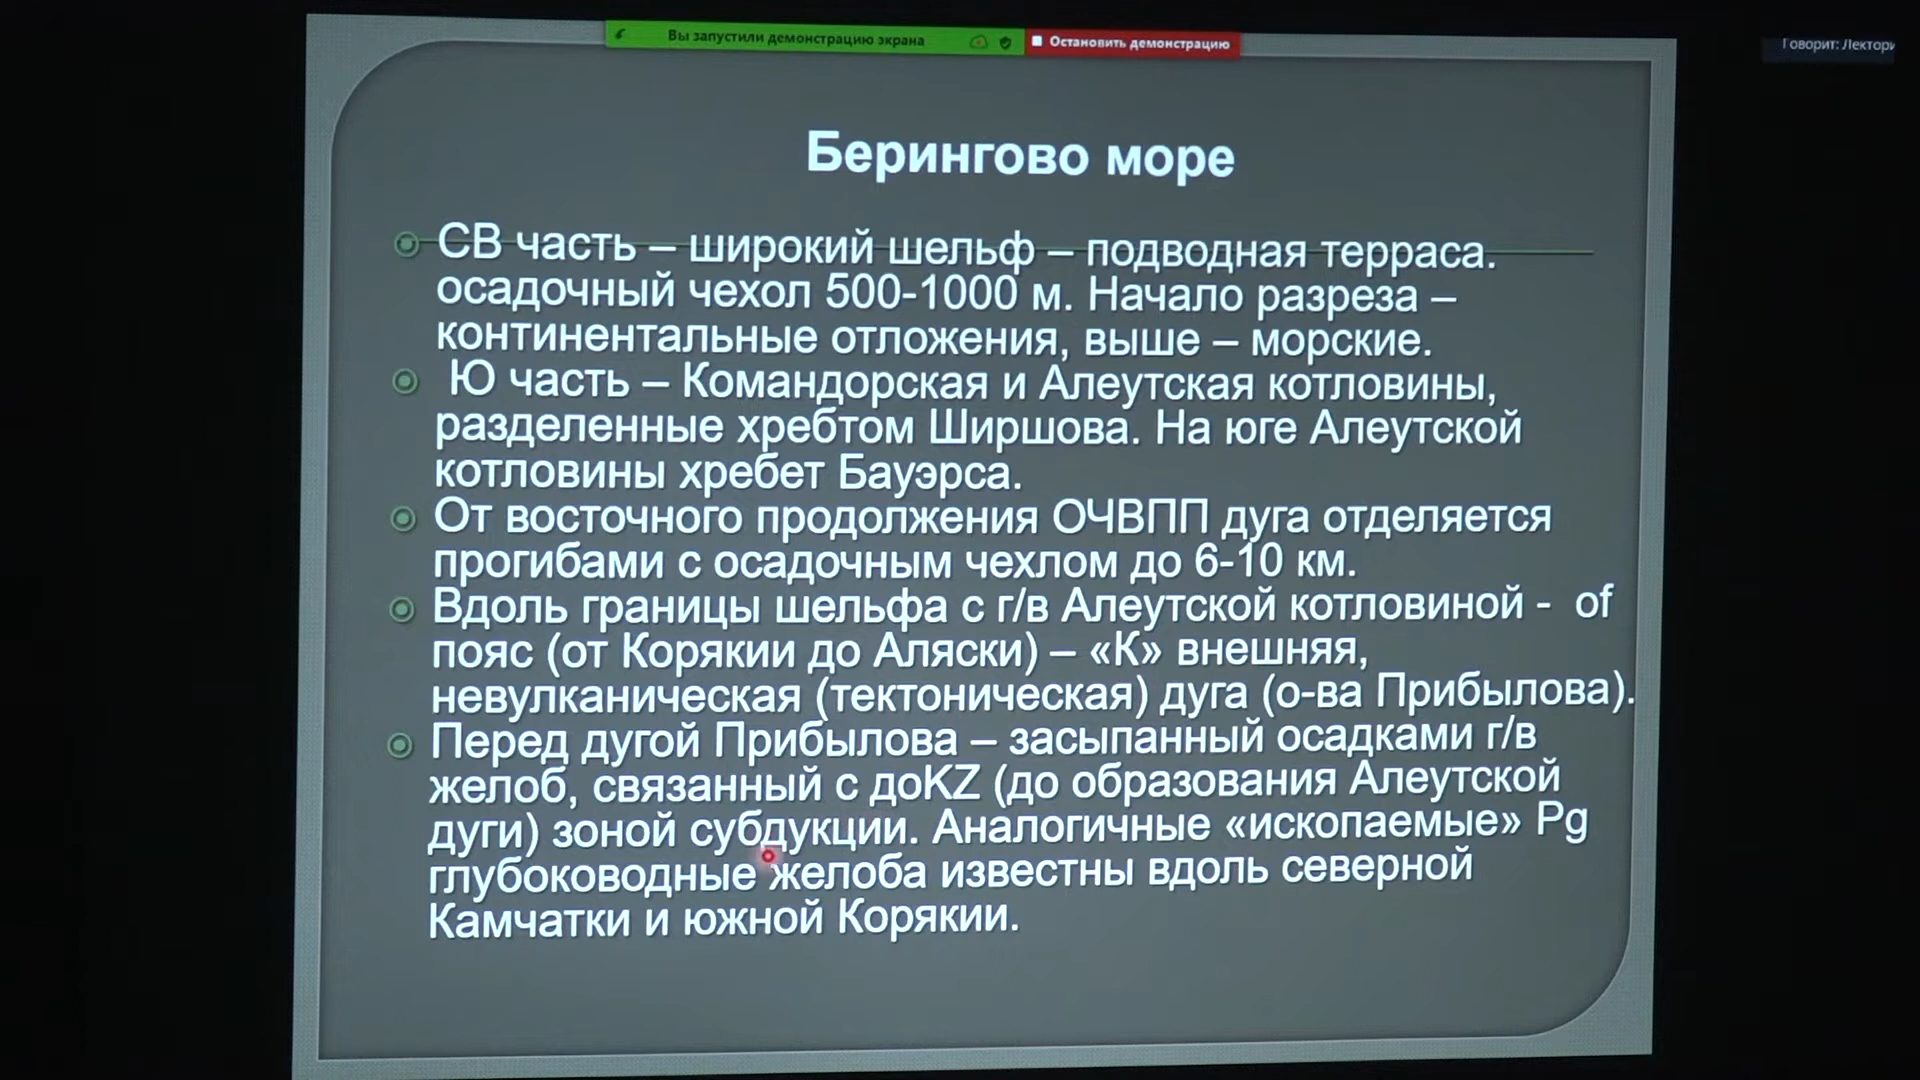 Вы запустили демонстрацию экрана
Остановить демонстрацию
Говорит: Лектори
Берингово море
СВ часть – широкий шельф – подводная терраса.
осадочный чехол 500-1000 м. Начало разреза –
континентальные отложения, выше – морские.
Ю часть – Командорская и Алеутская котловины,
разделенные хребтом Ширшова. На юге Алеутской
котловины хребет Бауэрса.
От восточного продолжения ОЧВПП дуга отделяется
прогибами с осадочным чехлом до 6-10 км.
Вдоль границы шельфа с г/в Алеутской котловиной - of
пояс (от Корякии до Аляски) – «К» внешняя,
невулканическая (тектоническая) дуга (о-ва Прибылова).
Перед дугой Прибылова – засыпанный осадками г/в
желоб, связанный с доKZ (до образования Алеутской
дуги) зоной субдукции. Аналогичные «ископаемые» Pg
глубоководные желоба известны вдоль северной
Камчатки и южной Корякии.